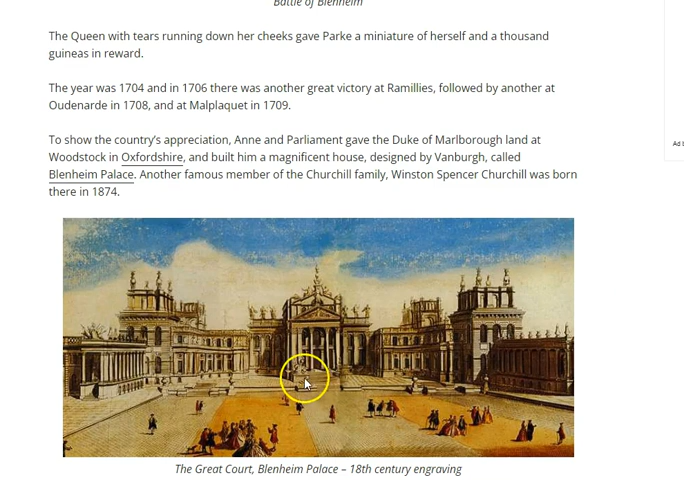 Battle of Blenheim
The Queen with tears running down her cheeks gave Parke a miniature of herself and a thousand
guineas in reward.
The year was 1704 and in 1706 there was another great victory at Ramillies, followed by another at
Oudenarde in 1708, and at Malplaquet in 1709.
To show the country’s appreciation, Anne and Parliament gave the Duke of Marlborough land at
Woodstock in Oxfordshire, and built him a magnificent house, designed by Vanburgh, called
Blenheim Palace. Another famous member of the Churchill family, Winston Spencer Churchill was born
there in 1874.
The Great Court, Blenheim Palace – 18th century engraving
Ad